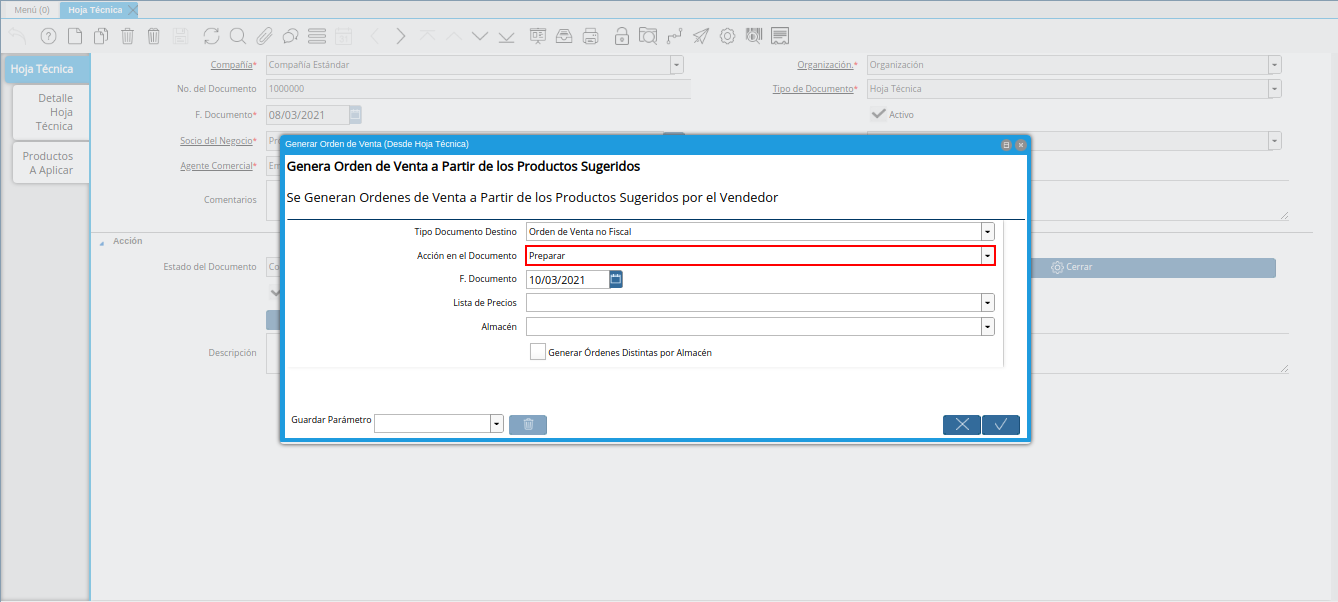 Menú (0) Hoja Técnica
Hoja Técnica
Detalle
Hoja
Técnica
Productos
A Aplicar
Compañía* Compañía Estándar Organización.* Organización
No. del Documento 1000000 Tipo de Documento* Hoja Técnica
F. Documento* 08/03/2021 Activo
Socio del Negocio*
Agente Comercial*
Comentarios
Acción
Estado del Documento Cerrar
Descripción
Generar Orden de Venta (Desde Hoja Técnica)
Genera Orden de Venta a Partir de los Productos Sugeridos
Se Generan Ordenes de Venta a Partir de los Productos Sugeridos por el Vendedor
Tipo Documento Destino Orden de Venta no Fiscal
Acción en el Documento Preparar
F. Documento 10/03/2021
Lista de Precios
Almacén
Generar Órdenes Distintas por Almacén
Guardar Parámetro